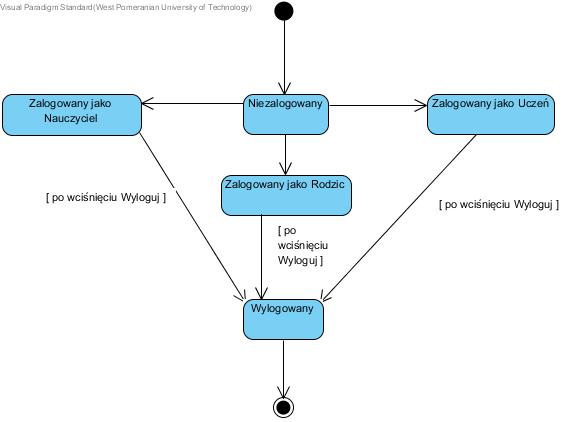 Visual Paradigm Standard(West Pomeranian University of Technology)
Zalogowany jako
Nauczyciel
Niezalogowany
Zalogowany jako Uczeń
Zalogowany jako Rodzic
[ po wciśnięciu Wyloguj ]
[ po
wciśnięciu
Wyloguj ]
[ po wciśnięciu Wyloguj ]
Wylogowany